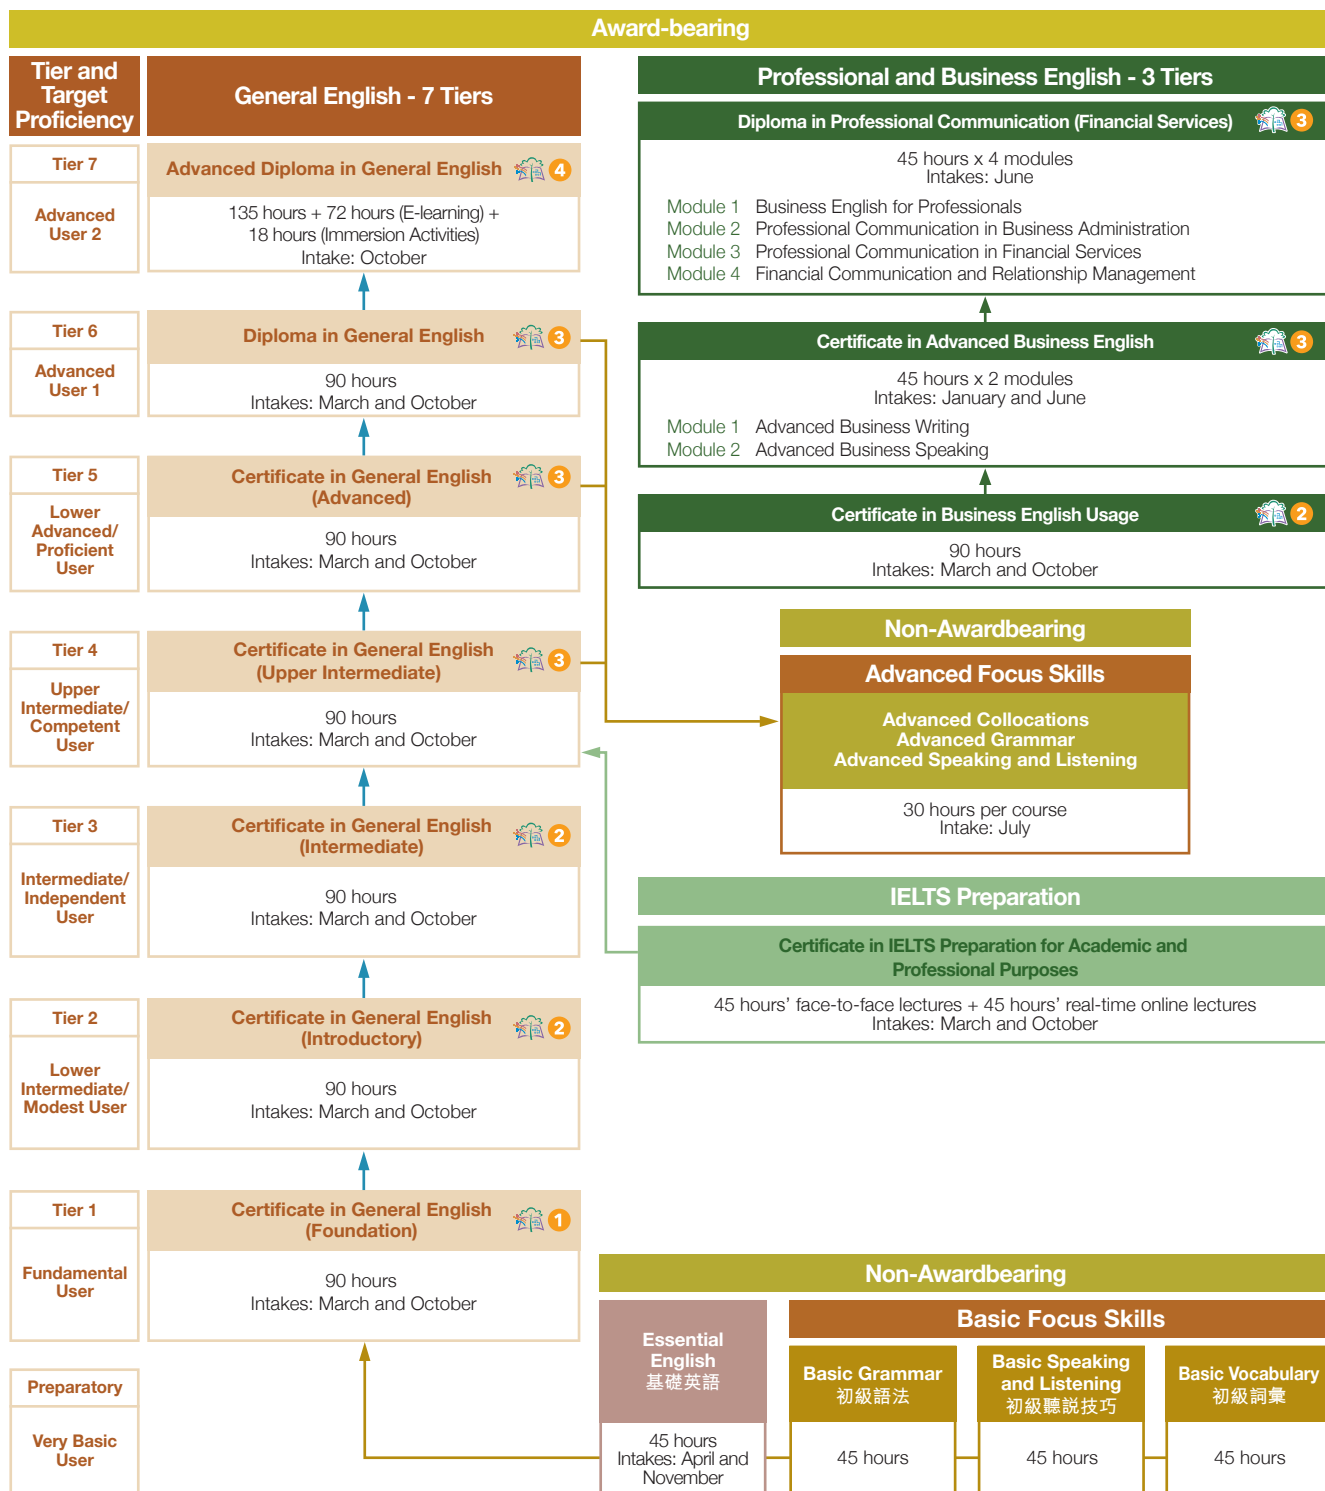 Award-bearing
Tier and
Target
Proficiency
General English - 7 Tiers
Tier 7
Advanced
User 2
Advanced Diploma in General English
4
135 hours + 72 hours (E-learning) +
18 hours (Immersion Activities)
Intake: October
Tier 6
Advanced
User 1
Diploma in General English
3
90 hours
Intakes: March and October
Tier 5
Lower
Advanced/
Proficient
User
Certificate in General English
(Advanced)
3
90 hours
Intakes: March and October
Tier 4
Upper
Intermediate/
Competent
User
Certificate in General English
(Upper Intermediate)
3
90 hours
Intakes: March and October
Tier 3
Intermediate/
Independent
User
Certificate in General English
(Intermediate)
2
90 hours
Intakes: March and October
Tier 2
Lower
Intermediate/
Modest User
Certificate in General English
(Introductory)
2
90 hours
Intakes: March and October
Tier 1
Fundamental
User
Certificate in General English
(Foundation)
1
90 hours
Intakes: March and October
Preparatory
Very Basic
User
Professional and Business English - 3 Tiers
Diploma in Professional Communication (Financial Services)
3
45 hours x 4 modules
Intakes: June
Module 1 Business English for Professionals
Module 2 Professional Communication in Business Administration
Module 3 Professional Communication in Financial Services
Module 4 Financial Communication and Relationship Management
Certificate in Advanced Business English
3
45 hours x 2 modules
Intakes: January and June
Module 1 Advanced Business Writing
Module 2 Advanced Business Speaking
Certificate in Business English Usage
2
90 hours
Intakes: March and October
Non-Awardbearing
Advanced Focus Skills
Advanced Collocations
Advanced Grammar
Advanced Speaking and Listening
30 hours per course
Intake: July
IELTS Preparation
Certificate in IELTS Preparation for Academic and
Professional Purposes
45 hours' face-to-face lectures + 45 hours' real-time online lectures
Intakes: March and October
Non-Awardbearing
Essential
English
基礎英語
45 hours
Intakes: April and
November
Basic Focus Skills
Basic Grammar
初級語法
45 hours
Basic Speaking
and Listening
初級聽説技巧
45 hours
Basic Vocabulary
初級詞彙
45 hours